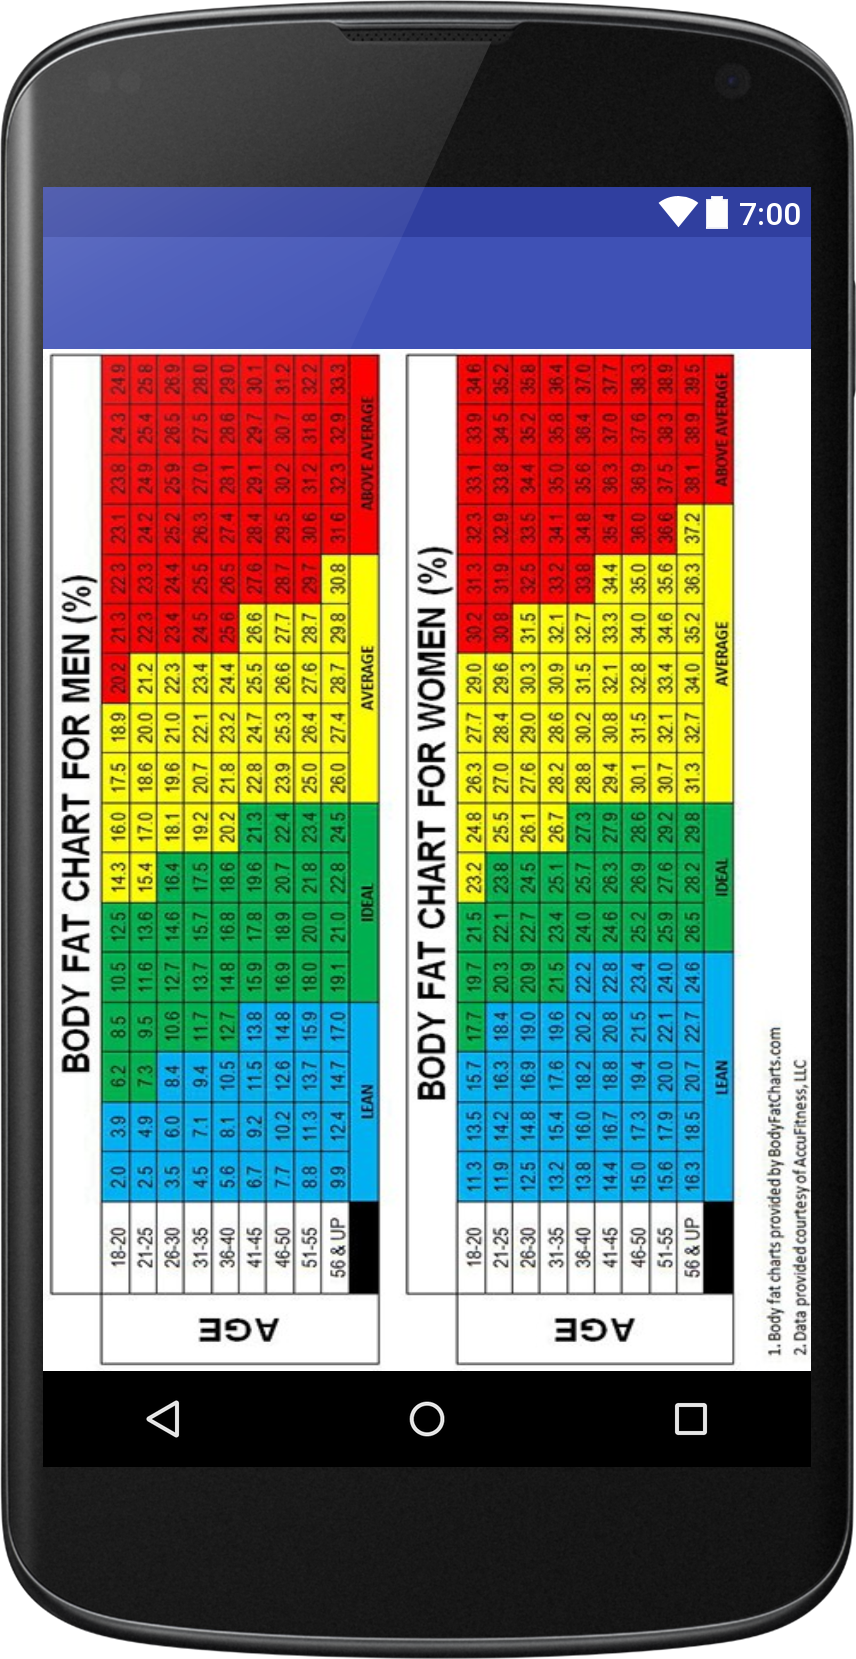 7:00
BODY FAT CHART FOR MEN (%)
AGE
18-20 2.0 3.9 6.2 8.5 10.5 12.5 14.3 16.0 17.5 18.9 20.2 21.3 22.3 23.1 23.8 24.3 24.9
21-25 2.5 4.9 7.3 9.5 11.6 13.6 15.4 17.0 18.6 20.0 21.2 22.3 23.3 24.2 24.9 25.4 25.8
26-30 3.5 6.0 8.4 10.6 12.7 14.6 16.4 18.1 19.6 21.0 22.3 23.4 24.4 25.2 25.9 26.5 26.9
31-35 4.5 7.1 9.4 11.7 13.7 15.7 17.5 19.2 20.7 22.1 23.4 24.5 25.5 26.3 27.0 27.5 28.0
36-40 5.6 8.1 10.5 12.7 14.8 16.8 18.6 20.2 21.8 23.2 24.4 25.6 26.5 27.4 28.1 28.6 29.0
41-45 6.7 9.2 11.5 13.8 15.9 17.8 19.6 21.3 22.8 24.7 25.5 26.6 27.6 28.4 29.1 29.7 30.1
46-50 7.7 10.2 12.6 14.8 16.9 18.9 20.7 22.4 23.9 25.3 26.6 27.7 28.7 29.5 30.2 30.7 31.2
51-55 8.8 11.3 13.7 15.9 18.0 20.0 21.8 23.4 25.0 26.4 27.6 28.7 29.7 30.6 31.2 31.8 32.2
56 & UP 9.9 12.4 14.7 17.0 19.1 21.0 22.8 24.5 26.0 27.4 28.7 29.8 30.8 31.6 32.3 32.9 33.3
LEAN IDEAL AVERAGE ABOVE AVERAGE
BODY FAT CHART FOR WOMEN (%)
AGE
18-20 11.3 13.5 15.7 17.7 19.7 21.5 23.2 24.8 26.3 27.7 29.0 30.2 31.3 32.3 33.1 33.9 34.6
21-25 11.9 14.2 16.3 18.4 20.3 22.1 23.8 25.5 27.0 28.4 29.6 30.8 31.9 32.9 33.8 34.5 35.2
26-30 12.5 14.8 16.9 19.0 20.9 22.7 24.5 26.1 27.6 29.0 30.3 31.5 32.5 33.5 34.4 35.2 35.8
31-35 13.2 15.4 17.6 19.6 21.5 23.4 25.1 26.7 28.2 28.6 30.9 32.1 33.2 34.1 35.0 35.8 36.4
36-40 13.8 16.0 18.2 20.2 22.2 24.0 25.7 27.3 28.8 30.2 31.5 32.7 33.8 34.8 35.6 36.4 37.0
41-45 14.4 16.7 18.8 20.8 22.8 24.6 26.3 27.9 29.4 30.8 32.1 33.3 34.4 35.4 36.3 37.0 37.7
46-50 15.0 17.3 19.4 21.5 23.4 25.2 26.9 28.6 30.1 31.5 32.8 34.0 35.0 36.0 36.9 37.6 38.3
51-55 15.6 17.9 20.0 22.1 24.0 25.9 27.6 29.2 30.7 32.1 33.4 34.6 35.6 36.6 37.5 38.3 38.9
56 & UP 16.3 18.5 20.7 22.7 24.6 26.5 28.2 29.8 31.3 32.7 34.0 35.2 36.3 37.2 38.1 38.9 39.5
LEAN IDEAL AVERAGE ABOVE AVERAGE
1. Body fat charts provided by BodyFatCharts.com
2. Data provided courtesy of AccuFitness, LLC